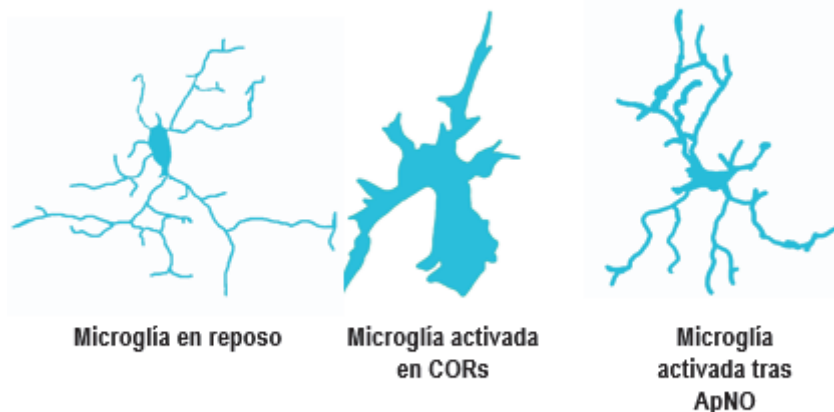 Microglía en reposo
Microglía activada
en CORs
Microglía
activada tras
ApNO